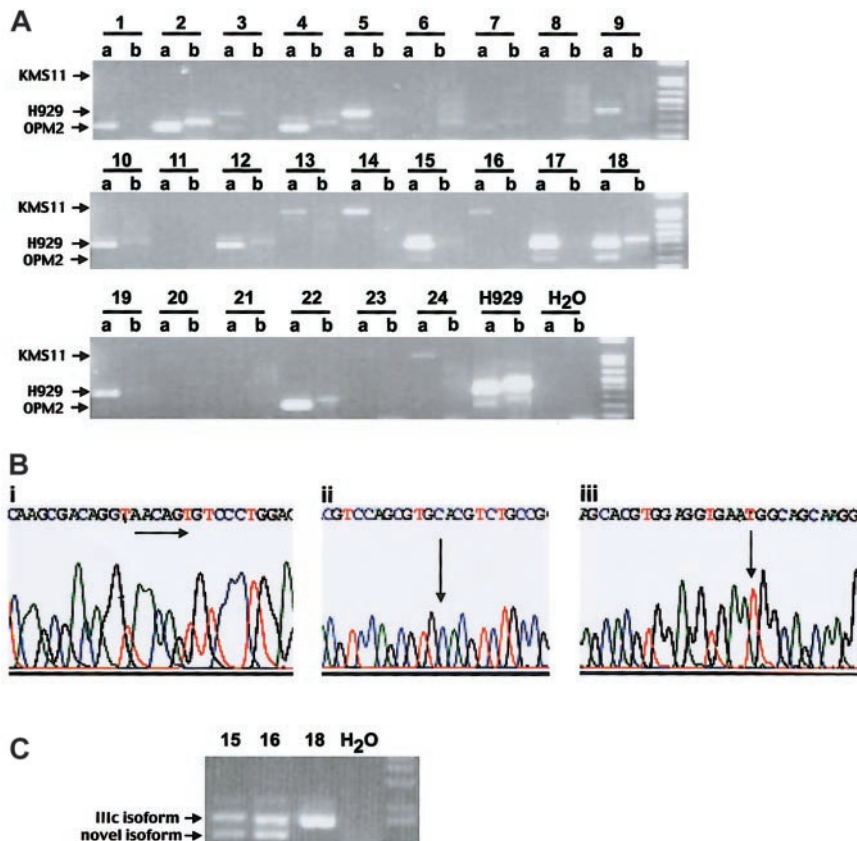 A
1 2 3 4 5 6 7 8 9
a b a b a b a b a b a b a b a b a b
KMS11
H929
OPM2
10 11 12 13 14 15 16 17 18
a b a b a b a b a b a b a b a b a b
KMS11
H929
OPM2
19 20 21 22 23 24 H929 H2O
a b a b a b a b a b a b a b a b
KMS11
H929
OPM2
B
i ii iii
CAAGCGACAGGTAACAGTGTCCCTGGAG CGTCCAGCGTGCACGTCTGCCG AGCACGTGGAGGTGAATGGCAGCAAGG
C
15 16 18 H2O
IIIc isoform
novel isoform